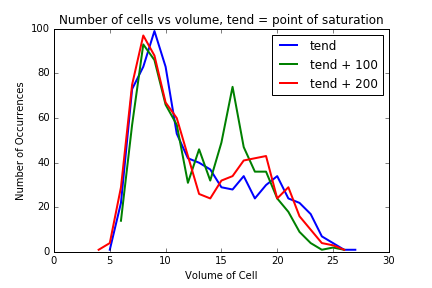 Number of cells vs volume, tend = point of saturation
100
80
60
40
20
0
Number of Occurrences
tend
tend + 100
tend + 200
0 5 10 15 20 25 30
Volume of Cell